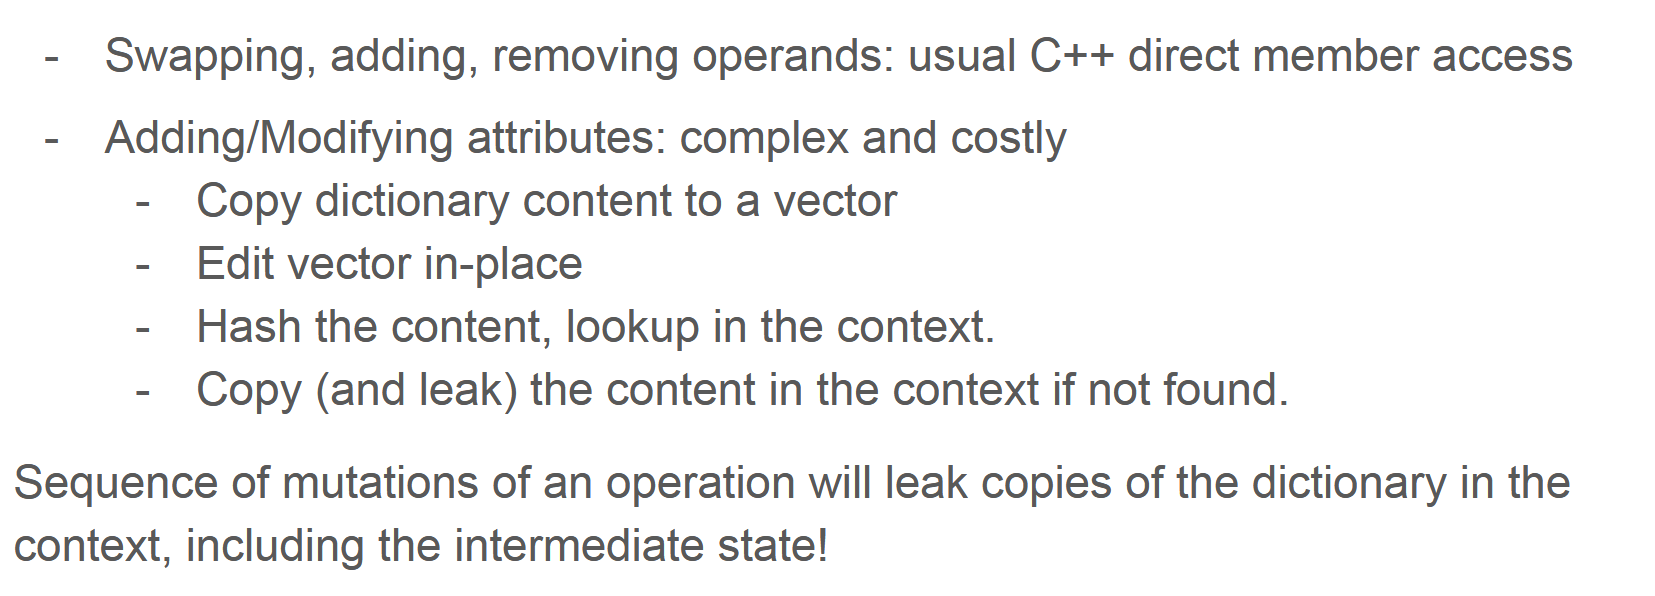 - Swapping, adding, removing operands: usual C++ direct member access
- Adding/Modifying attributes: complex and costly
- Copy dictionary content to a vector
- Edit vector in-place
- Hash the content, lookup in the context.
- Copy (and leak) the content in the context if not found.
Sequence of mutations of an operation will leak copies of the dictionary in the
context, including the intermediate state!